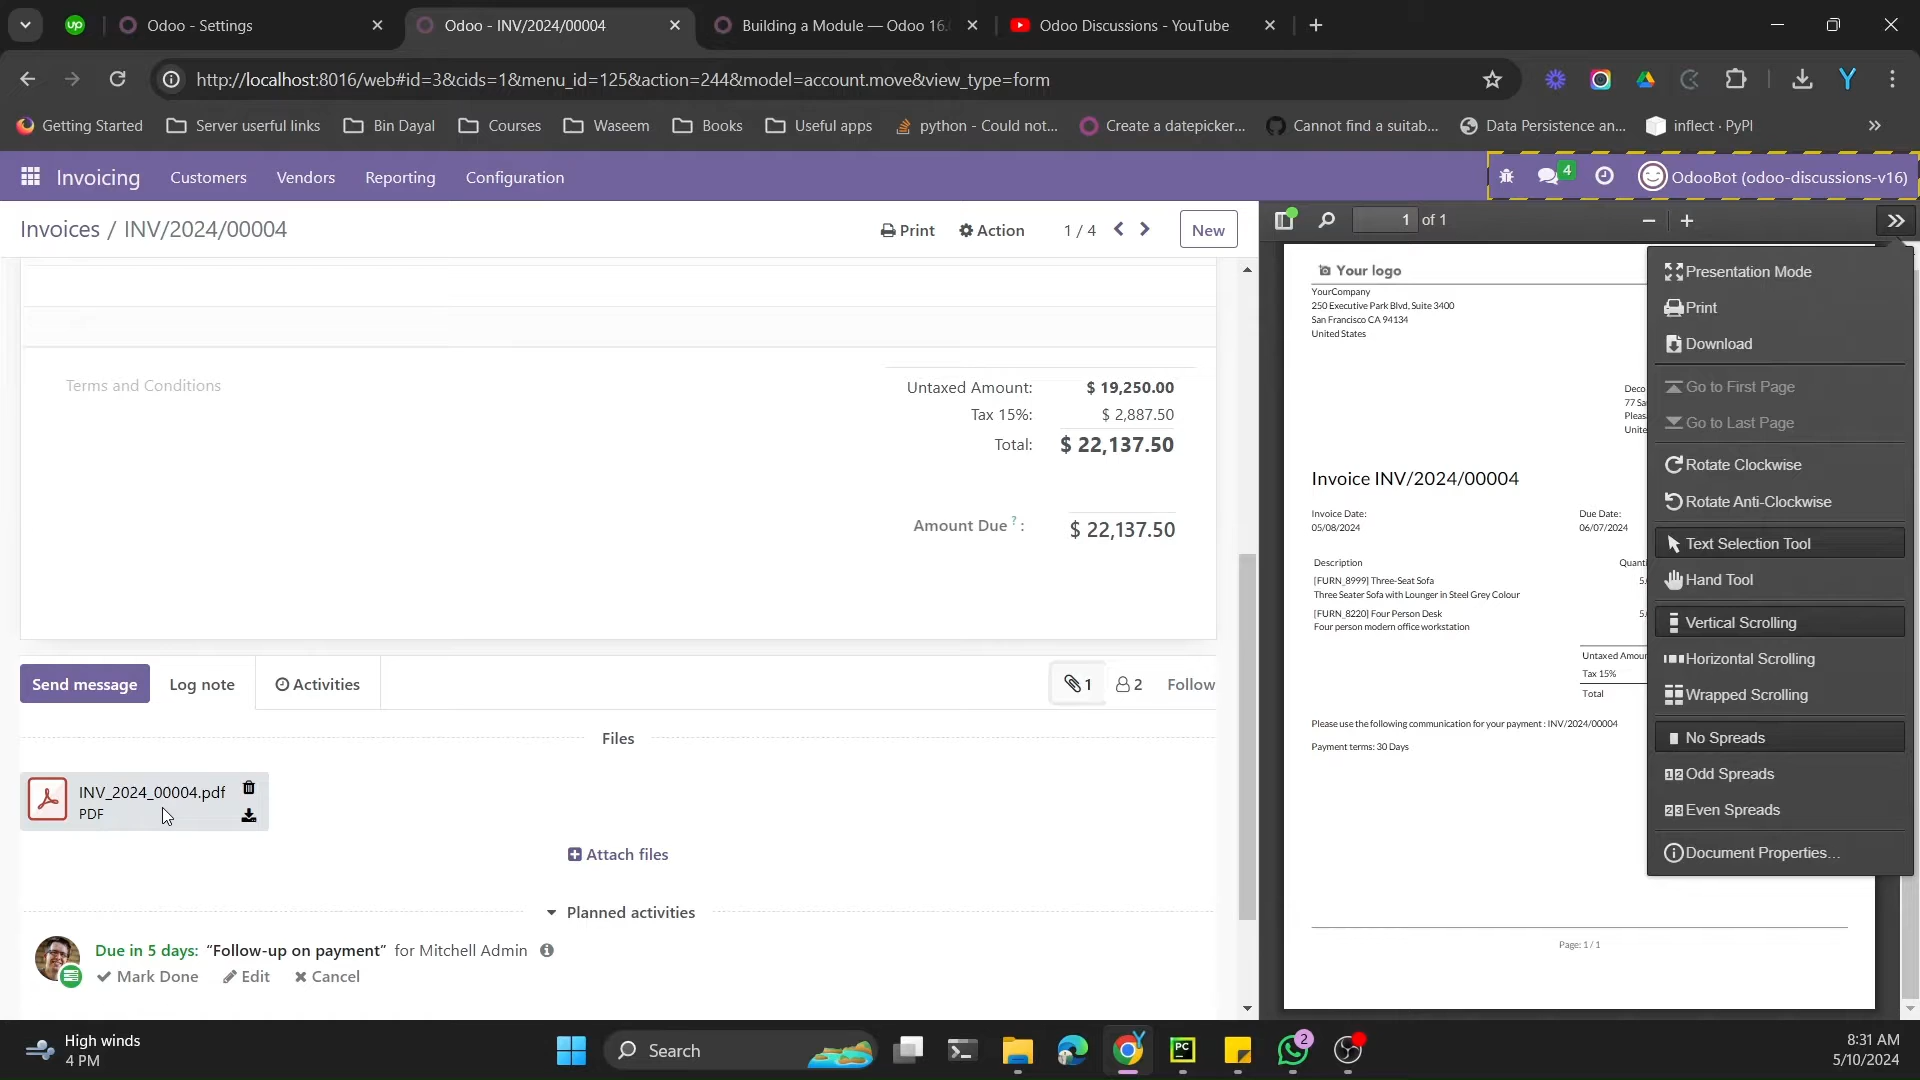 Odoo - Settings
Odoo - INV/2024/00004
Building a Module — Odoo 16.
Odoo Discussions - YouTube
http://localhost:8016/web#id=3&cids=1&menu_id=125&action=244&model=account.move&view_type=form
Getting Started
Server userful links
Bin Dayal
Courses
Waseem
Books
Useful apps
python - Could not...
Create a datepicker...
Cannot find a suitab...
Data Persistence an...
inflect · PyPI
Invoicing
Customers
Vendors
Reporting
Configuration
4
OdooBot (odoo-discussions-v16)
Invoices / INV/2024/00004
Print
Action
1 / 4
New
1 of 1
Terms and Conditions
Untaxed Amount: $ 19,250.00
Tax 15%: $ 2,887.50
Total: $ 22,137.50
Amount Due ? : $ 22,137.50
Send message
Log note
Activities
1
2
Follow
Files
INV_2024_00004.pdf
PDF
Attach files
Planned activities
Due in 5 days: “Follow-up on payment” for Mitchell Admin
Mark Done
Edit
Cancel
Your logo
YourCompany
250 Executive Park Blvd, Suite 3400
San Francisco CA 94134
United States
Deco
77 Sa
Pleas
Unite
Invoice INV/2024/00004
Invoice Date:
05/08/2024
Due Date:
06/07/2024
Description
Quanti
[FURN_8999] Three-Seat Sofa
5.
Three Seater Sofa with Lounger in Steel Grey Colour
[FURN_8220] Four Person Desk
5.
Four person modern office workstation
Untaxed Amour
Tax 15%
Total
Please use the following communication for your payment : INV/2024/00004
Payment terms: 30 Days
Page: 1 / 1
Presentation Mode
Print
Download
Go to First Page
Go to Last Page
Rotate Clockwise
Rotate Anti-Clockwise
Text Selection Tool
Hand Tool
Vertical Scrolling
Horizontal Scrolling
Wrapped Scrolling
No Spreads
Odd Spreads
Even Spreads
Document Properties...
High winds
4 PM
Search
2
8:31 AM
5/10/2024